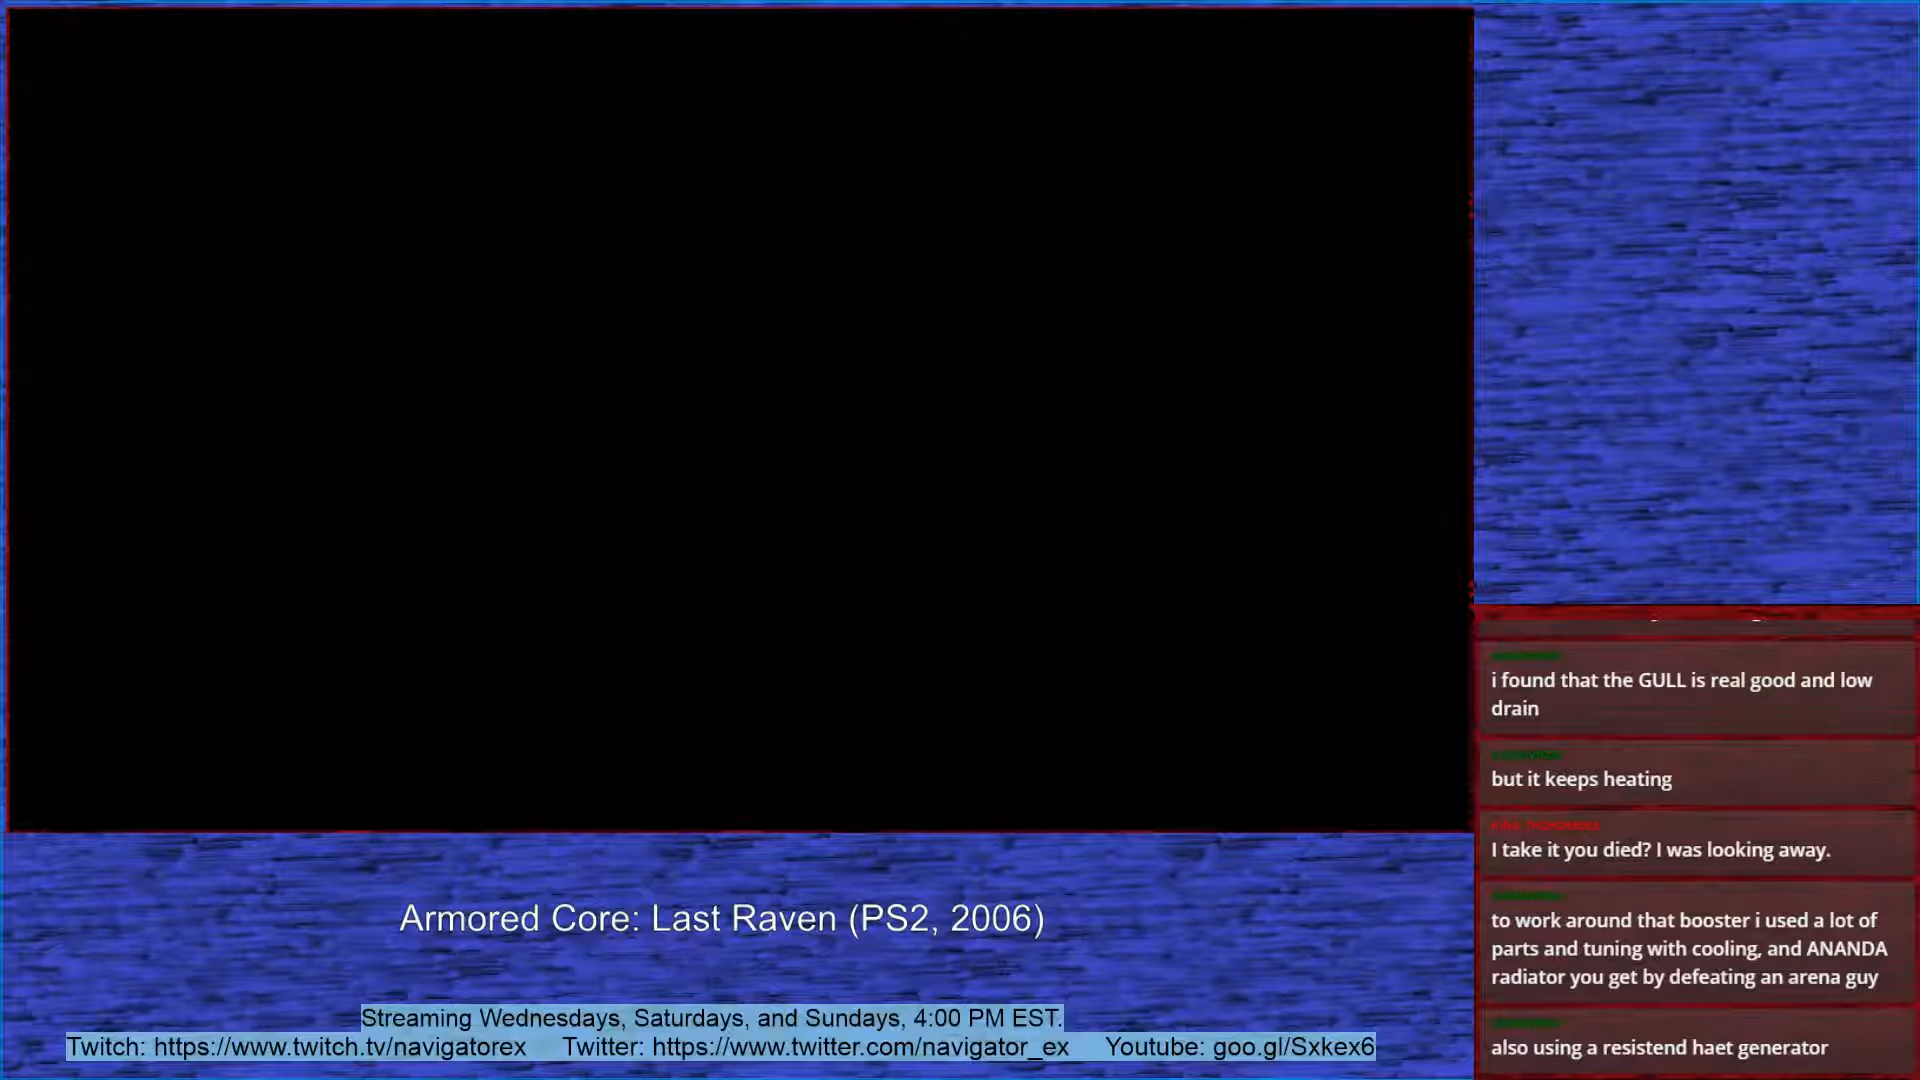 i found that the GULL is real good and low
drain
but it keeps heating
I take it you died? I was looking away.
to work around that booster i used a lot of
parts and tuning with cooling, and ANANDA
radiator you get by defeating an arena guy
also using a resistend haet generator
Armored Core: Last Raven (PS2, 2006)
Streaming Wednesdays, Saturdays, and Sundays, 4:00 PM EST.
Twitch: https://www.twitch.tv/navigatorex Twitter: https://www.twitter.com/navigator_ex Youtube: goo.gl/Sxkex6